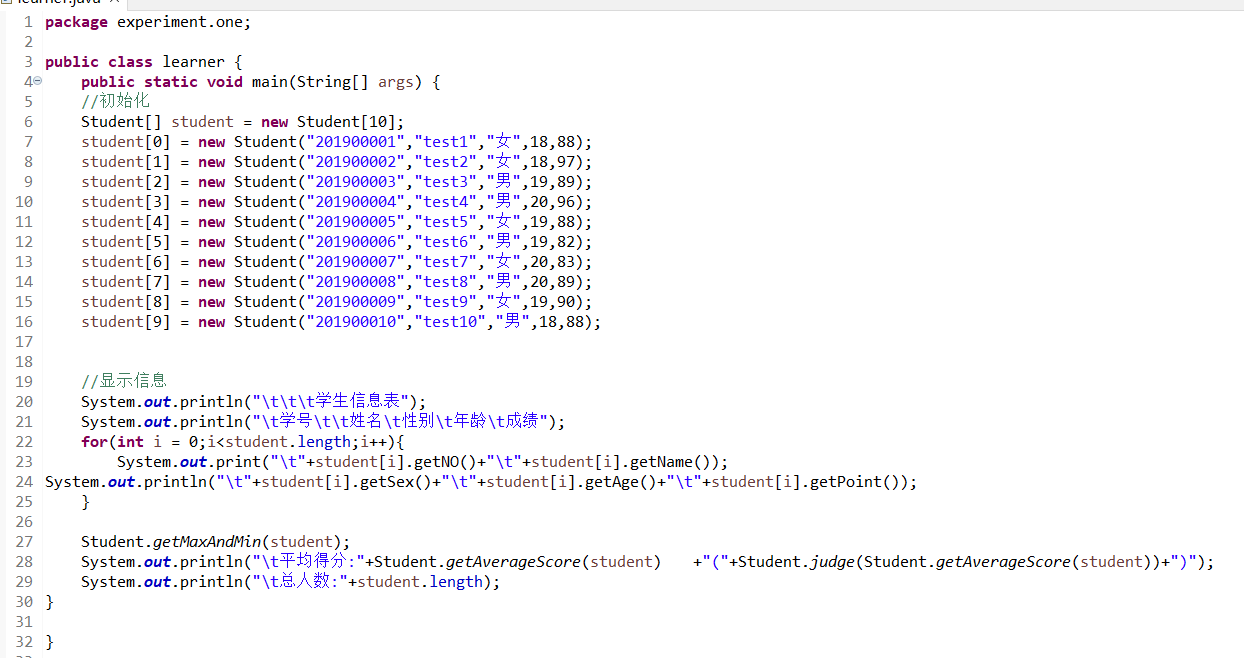 learner.java
1 package experiment.one;
2
3 public class learner {
4 public static void main(String[] args) {
5 //初始化
6 Student[] student = new Student[10];
7 student[0] = new Student("201900001","test1","女",18,88);
8 student[1] = new Student("201900002","test2","女",18,97);
9 student[2] = new Student("201900003","test3","男",19,89);
10 student[3] = new Student("201900004","test4","男",20,96);
11 student[4] = new Student("201900005","test5","女",19,88);
12 student[5] = new Student("201900006","test6","男",19,82);
13 student[6] = new Student("201900007","test7","女",20,83);
14 student[7] = new Student("201900008","test8","男",20,89);
15 student[8] = new Student("201900009","test9","女",19,90);
16 student[9] = new Student("201900010","test10","男",18,88);
17
18
19 //显示信息
20 System.out.println("\t\t\t学生信息表");
21 System.out.println("\t学号\t\t姓名\t性别\t年龄\t成绩");
22 for(int i = 0;i<student.length;i++){
23 System.out.print("\t"+student[i].getNO()+"\t"+student[i].getName());
24 System.out.println("\t"+student[i].getSex()+"\t"+student[i].getAge()+"\t"+student[i].getPoint());
25 }
26
27 Student.getMaxAndMin(student);
28 System.out.println("\t平均得分:"+Student.getAverageScore(student) +"("+Student.judge(Student.getAverageScore(student))+")");
29 System.out.println("\t总人数:"+student.length);
30 }
31
32 }